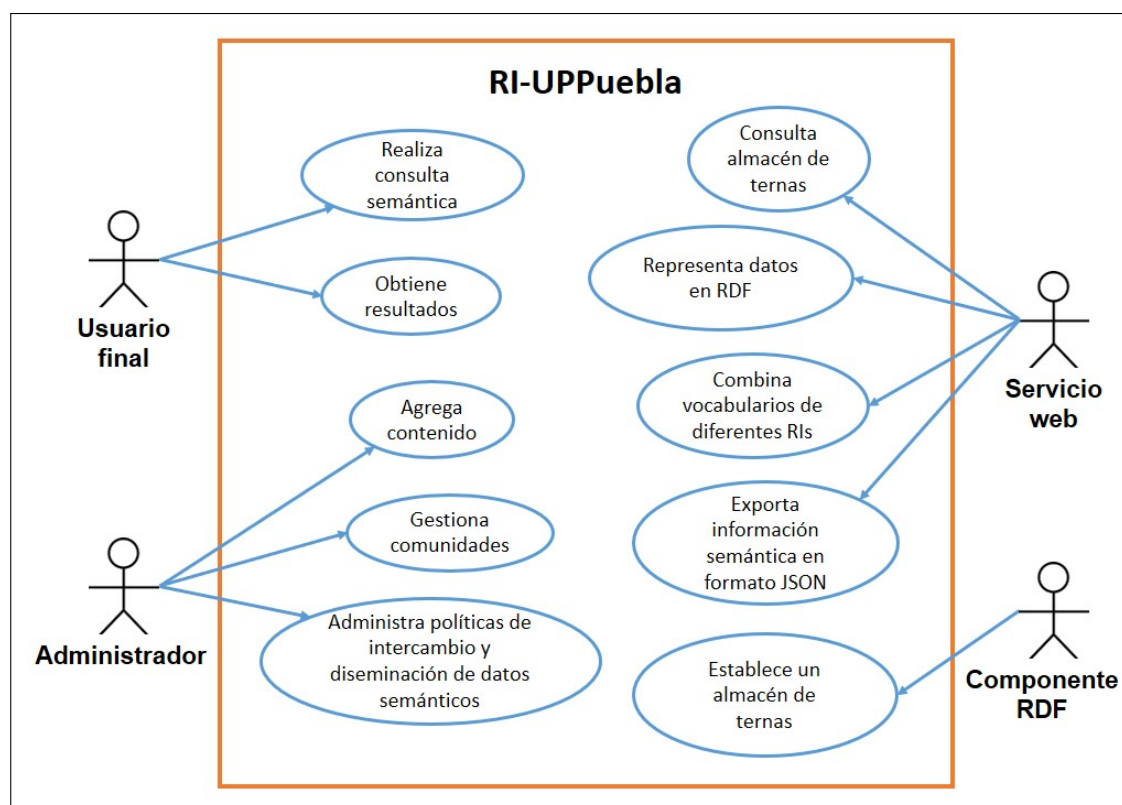 RI-UPPuebla
Realiza
consulta
semántica
Obtiene
resultados
Usuario
final
Agrega
contenido
Gestiona
comunidades
Administra políticas de
intercambio y
diseminación de datos
semánticos
Administrador
Consulta
almacén de
ternas
Representa datos
en RDF
Combina
vocabularios de
diferentes RIs
Exporta
información
semántica en
formato JSON
Servicio
web
Establece un
almacén de
ternas
Componente
RDF